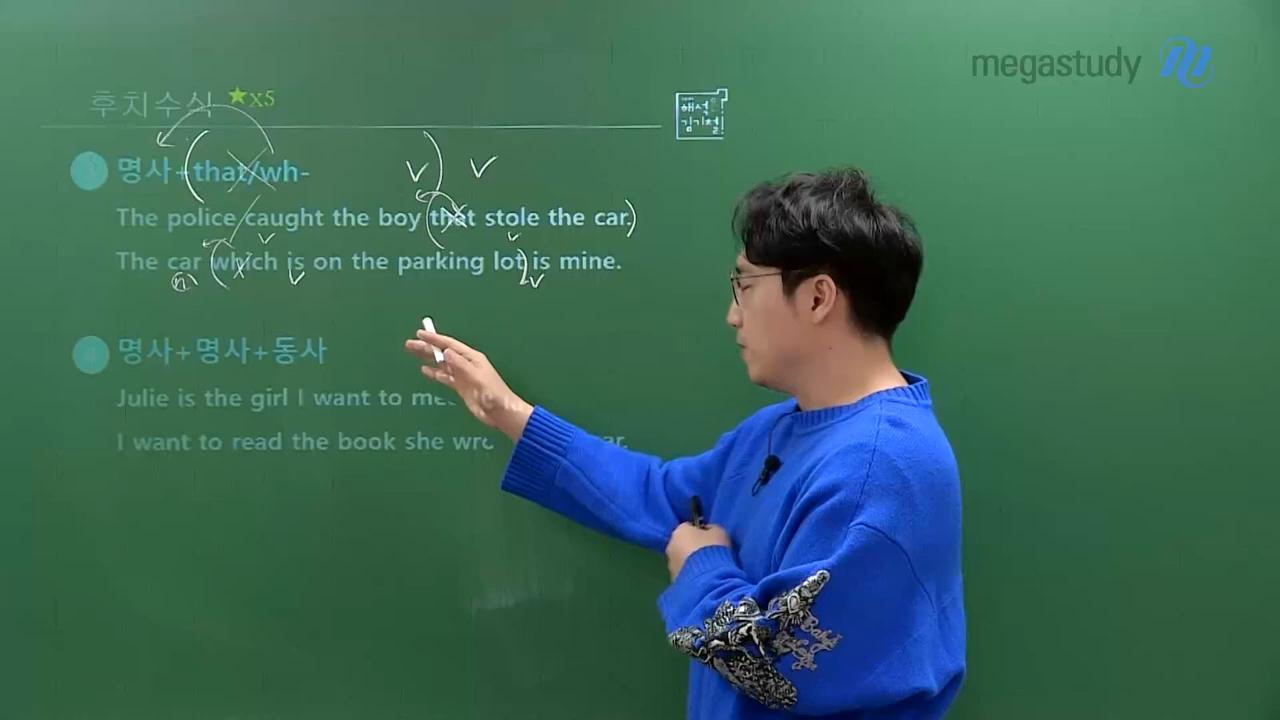 megastudy
후치수식 ★x5
해석은 김기철
명사+that/wh-
The police caught the boy that stole the car.
The car which is on the parking lot is mine.
4 명사+명사+동사
Julie is the girl I want to
I want to read the book she